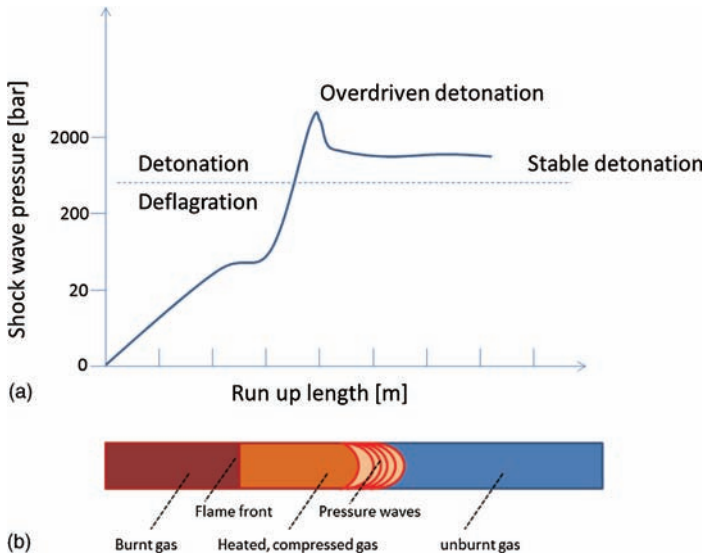 Shock wave pressure [bar]
2000
200
20
0
Overdriven detonation
Detonation
Stable detonation
Deflagration
Run up length [m]
(a)
Flame front
Pressure waves
Burnt gas
Heated, compressed gas
unburnt gas
(b)